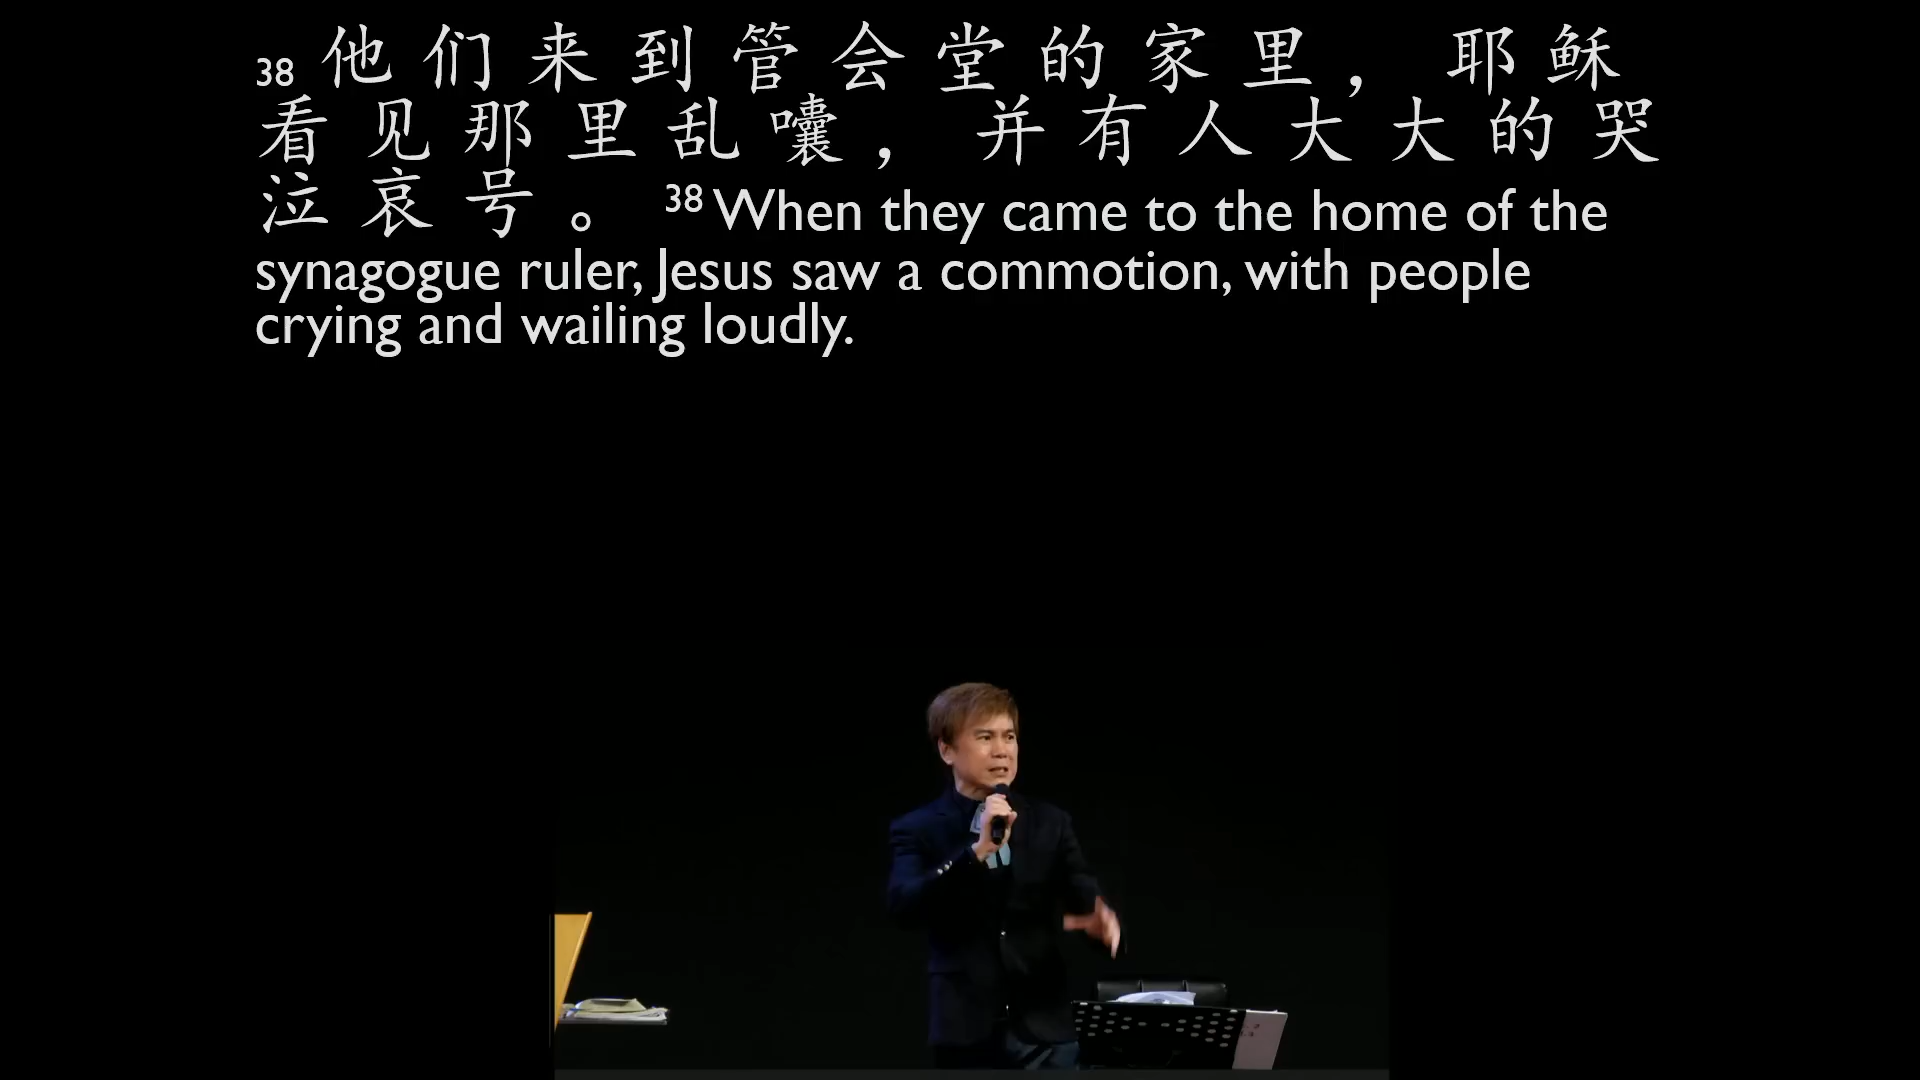 38 他们来到管会堂的家里，耶稣
看见那里乱囔，并有人大大的哭
泣哀号。 38 When they came to the home of the
synagogue ruler, Jesus saw a commotion, with people
crying and wailing loudly.